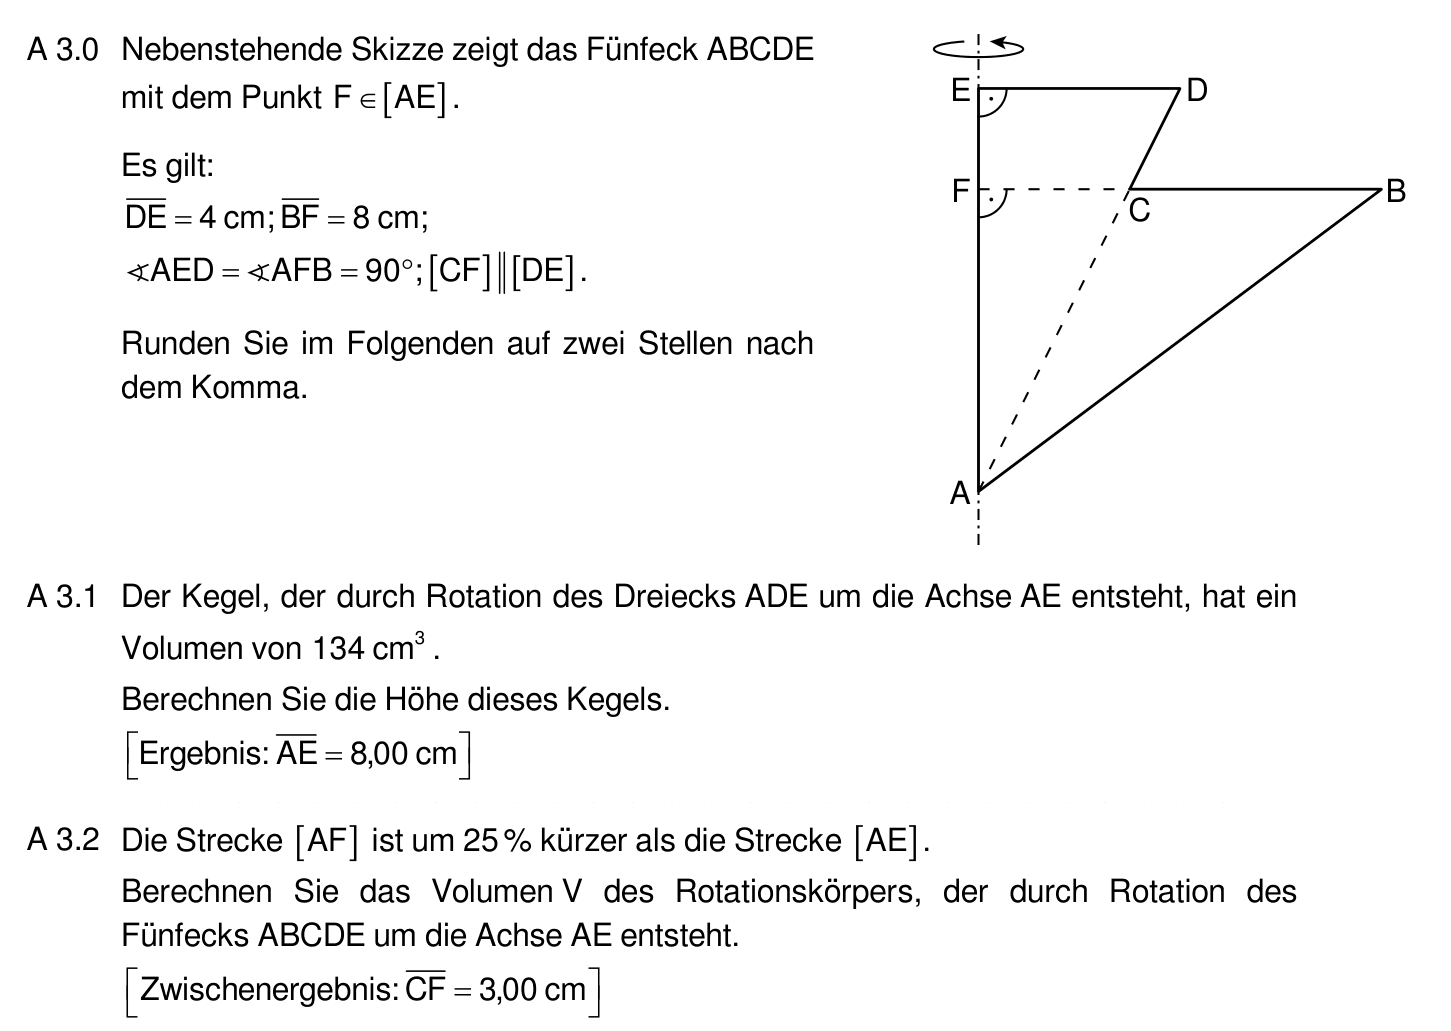 A 3.0 Nebenstehende Skizze zeigt das Fünfeck ABCDE
mit dem Punkt F ∈ [AE].
Es gilt:
D̅E̅ = 4 cm; B̅F̅ = 8 cm;
∢AED = ∢AFB = 90°; [CF] ∥ [DE].
Runden Sie im Folgenden auf zwei Stellen nach
dem Komma.
E
D
F
C
B
A
A 3.1 Der Kegel, der durch Rotation des Dreiecks ADE um die Achse AE entsteht, hat ein
Volumen von 134 cm³.
Berechnen Sie die Höhe dieses Kegels.
[Ergebnis: A̅E̅ = 8,00 cm]
A 3.2 Die Strecke [AF] ist um 25 % kürzer als die Strecke [AE].
Berechnen Sie das Volumen V des Rotationskörpers, der durch Rotation des
Fünfecks ABCDE um die Achse AE entsteht.
[Zwischenergebnis: C̅F̅ = 3,00 cm]